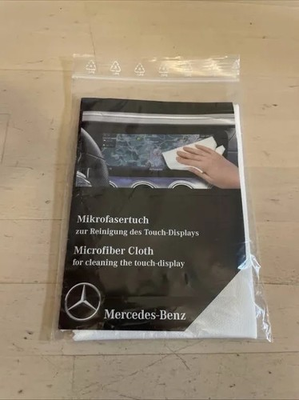 Mikrofasertuch
zur Reinigung des Touch-Displays
Microfiber Cloth
for cleaning the touch-display
Mercedes-Benz